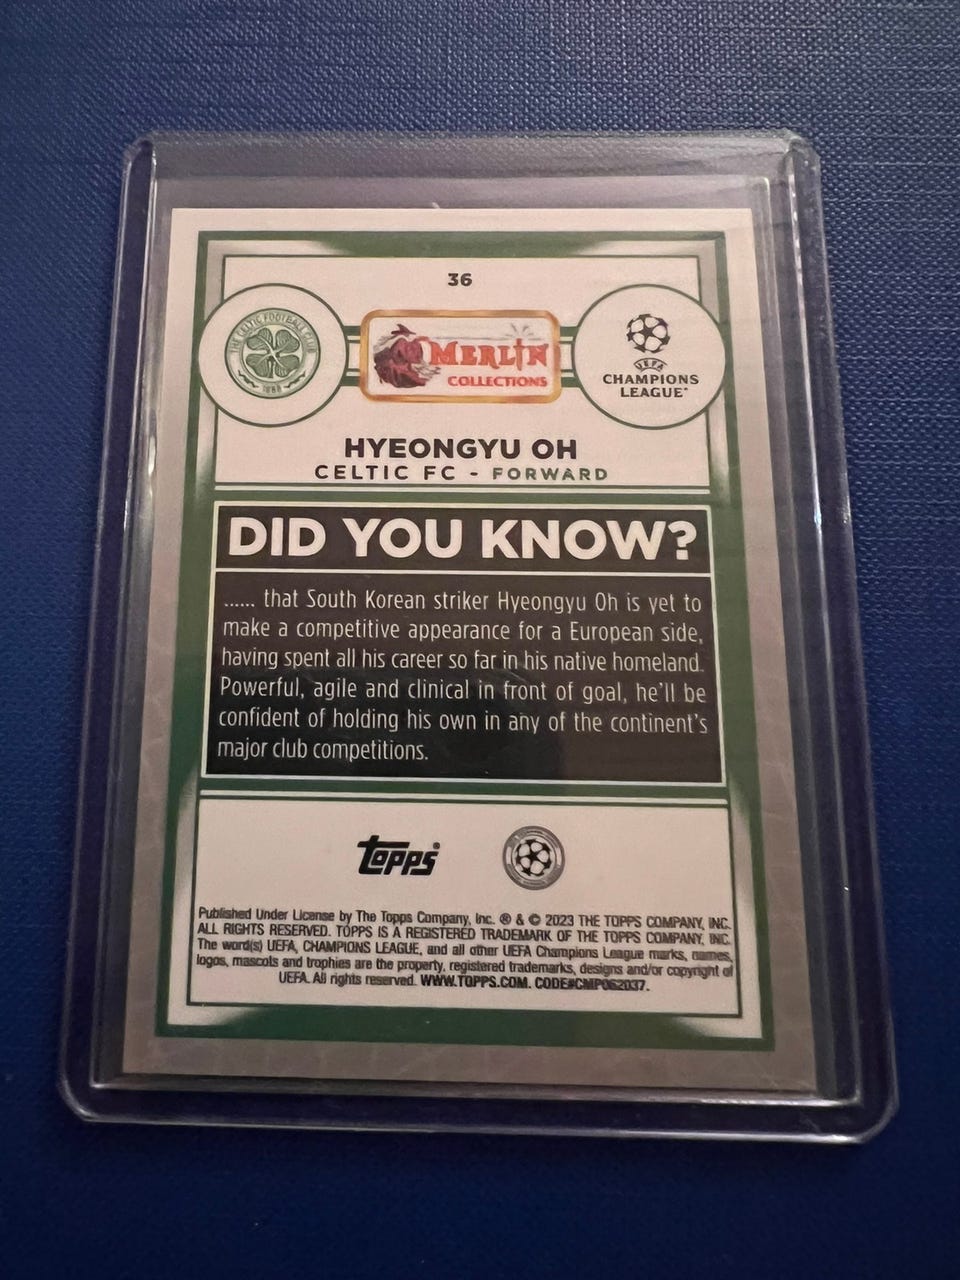 36
THE CELTIC FOOTBALL CLUB
1888
MERLIN
COLLECTIONS
UEFA
CHAMPIONS
LEAGUE®
HYEONGYU OH
CELTIC FC - FORWARD
DID YOU KNOW?
...... that South Korean striker Hyeongyu Oh is yet to
make a competitive appearance for a European side,
having spent all his career so far in his native homeland.
Powerful, agile and clinical in front of goal, he'll be
confident of holding his own in any of the continent's
major club competitions.
topps®
Published Under License by The Topps Company, Inc. ® & © 2023 THE TOPPS COMPANY, INC.
ALL RIGHTS RESERVED. TOPPS IS A REGISTERED TRADEMARK OF THE TOPPS COMPANY, INC.
The word(s) UEFA, CHAMPIONS LEAGUE, and all other UEFA Champions League marks, names,
logos, mascots and trophies are the property, registered trademarks, designs and/or copyright of
UEFA. All rights reserved. WWW.TOPPS.COM. CODE#CMP062037.